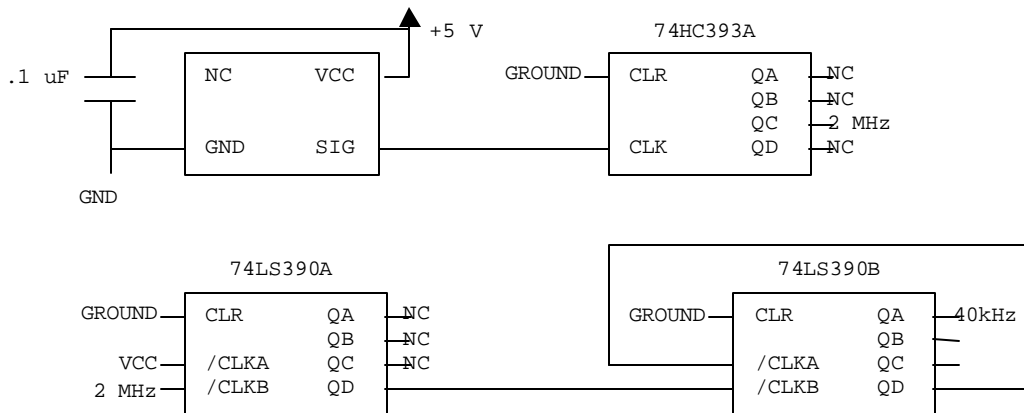 +5 V
74HC393A
.1 uF
NC VCC
GND SIG
GND
GROUND
CLR QA NC
QB NC
QC 2 MHz
CLK QD NC
74LS390A
GROUND
CLR QA NC
QB NC
VCC /CLKA QC NC
2 MHz /CLKB QD
74LS390B
GROUND
CLR QA 40kHz
QB
/CLKA QC
/CLKB QD